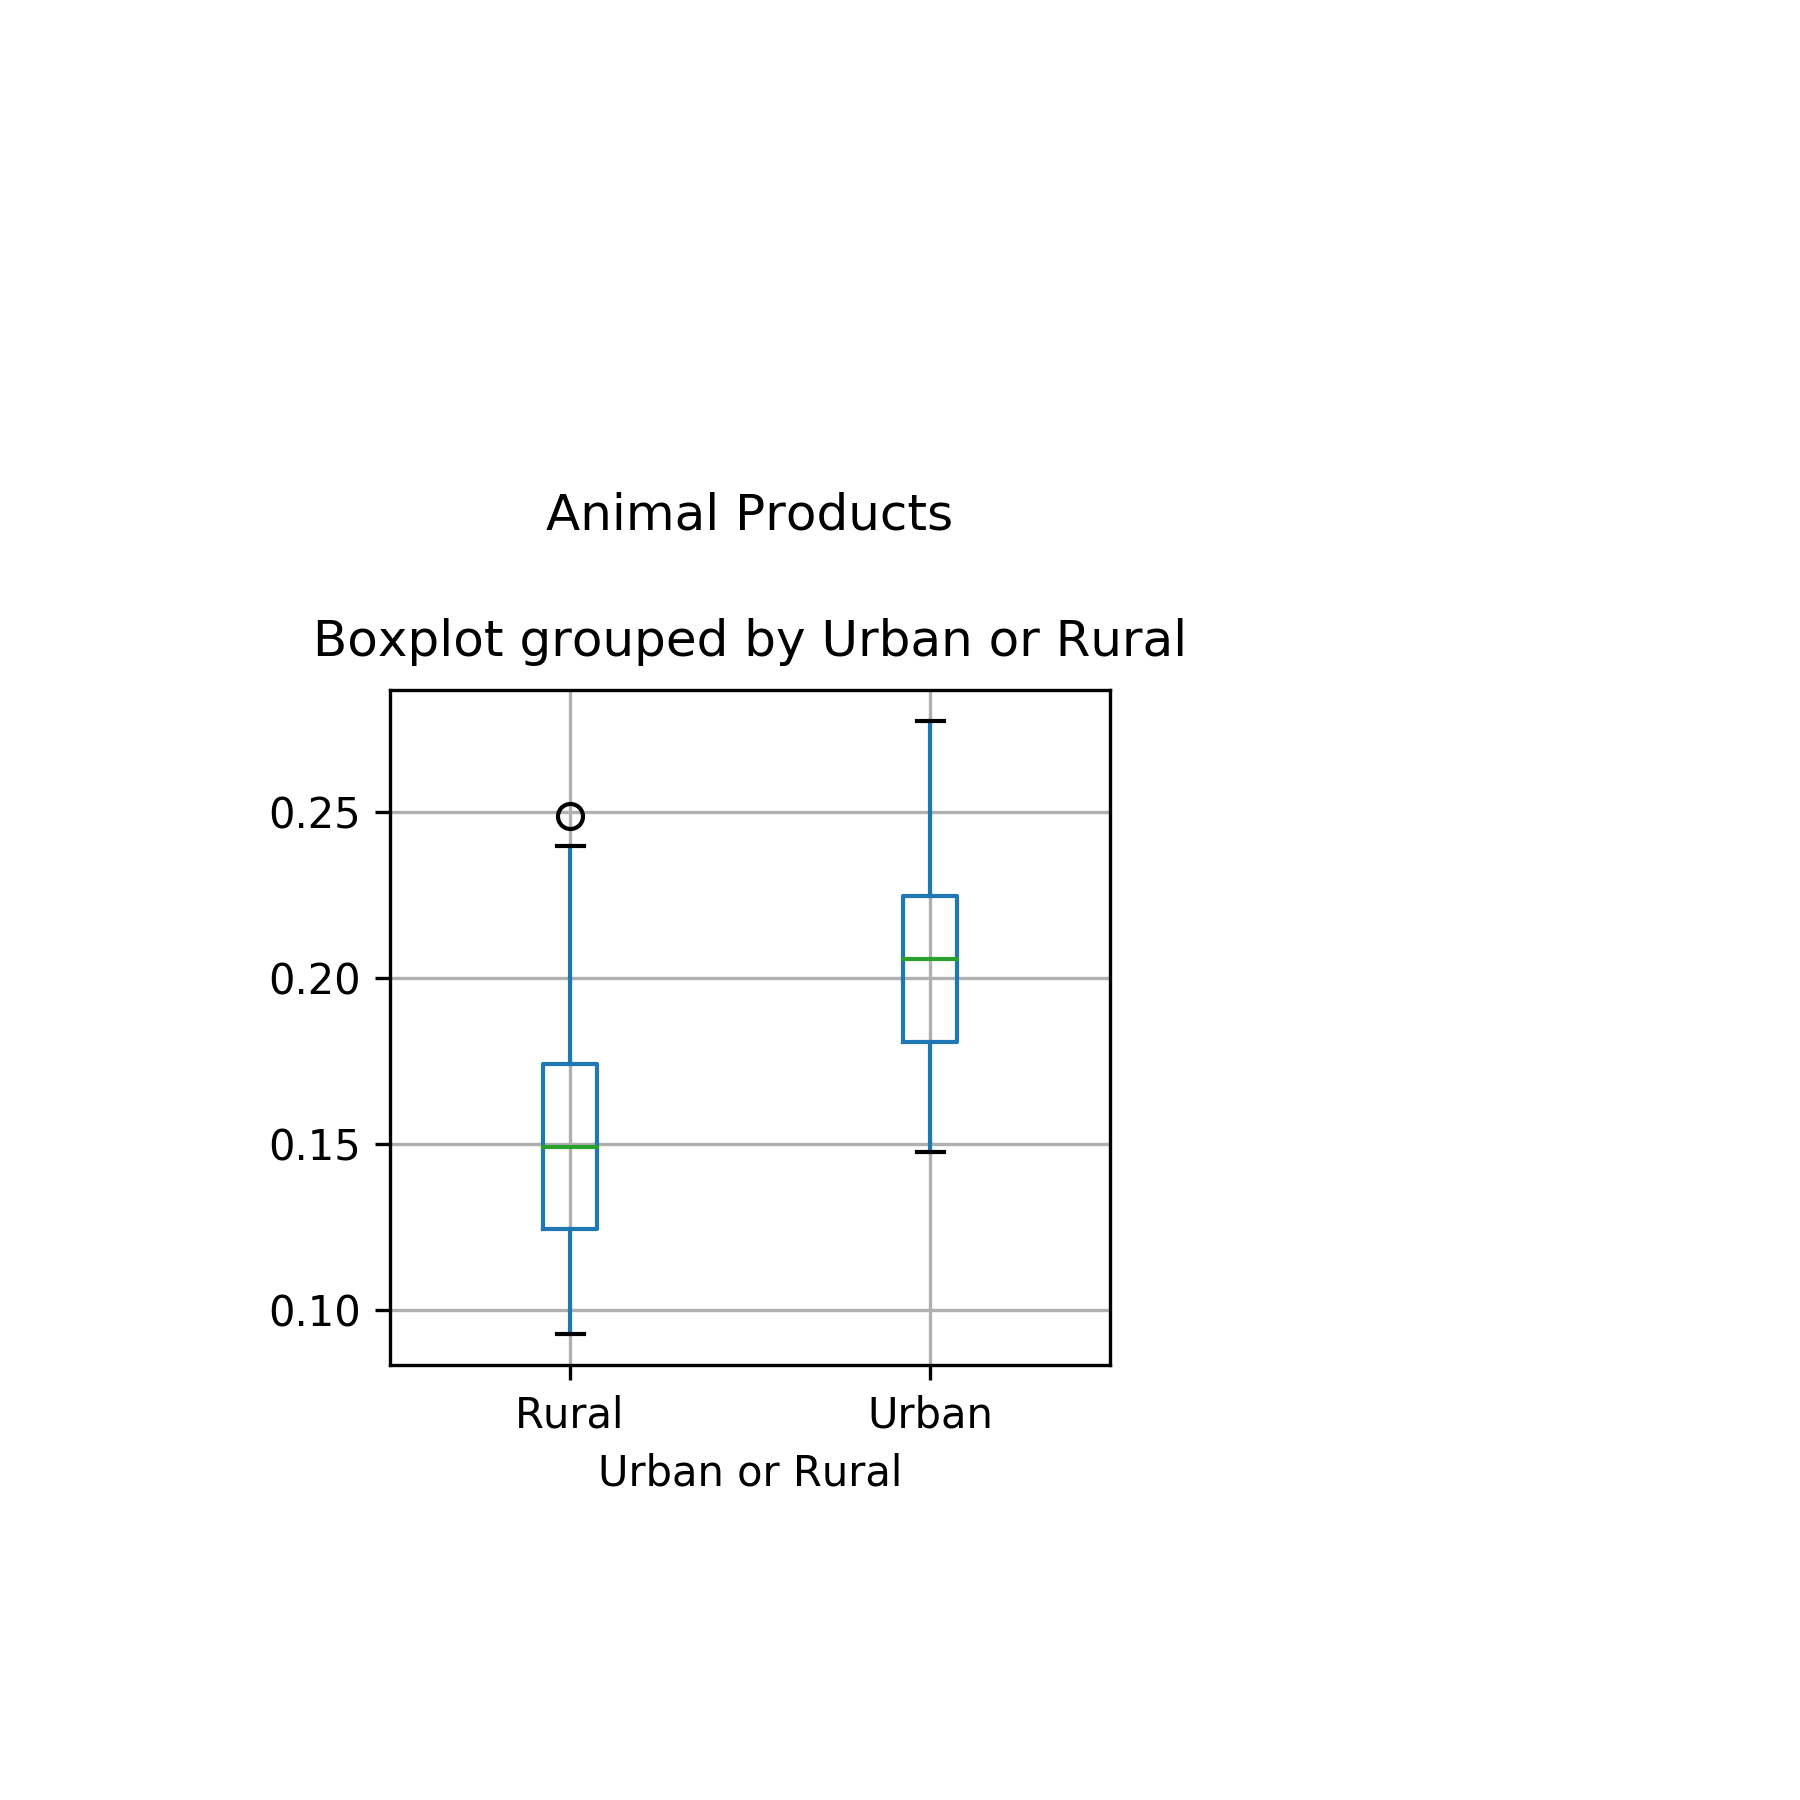 Animal Products
Boxplot grouped by Urban or Rural
0.25
0.20
0.15
0.10
Rural Urban
Urban or Rural